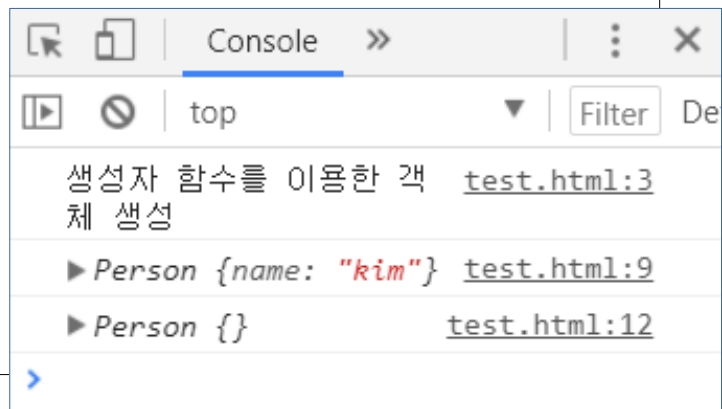 Console »
top ▼ Filter De
생성자 함수를 이용한 객 test.html:3
체 생성
▶Person {name: "kim"} test.html:9
▶Person {} test.html:12
>